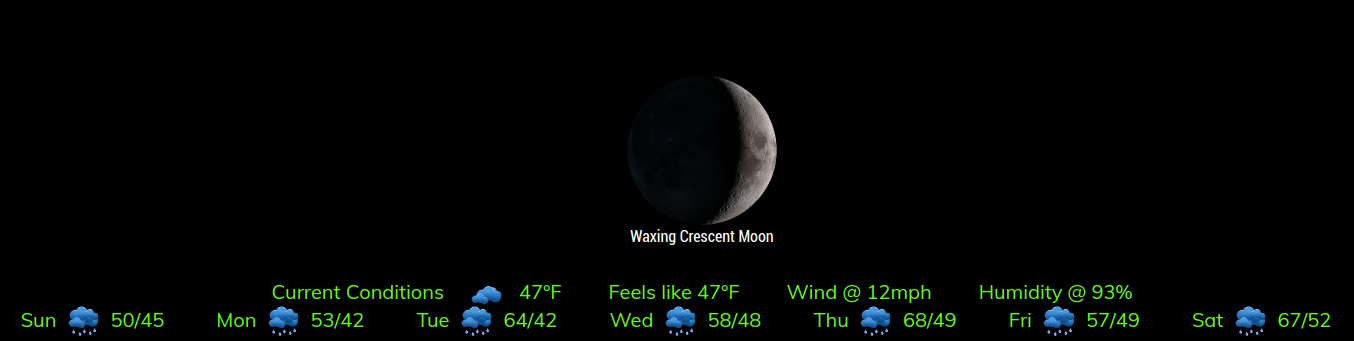 Waxing Crescent Moon
Current Conditions 47°F Feels like 47°F Wind @ 12mph Humidity @ 93%
Sun 50/45 Mon 53/42 Tue 64/42 Wed 58/48 Thu 68/49 Fri 57/49 Sat 67/52